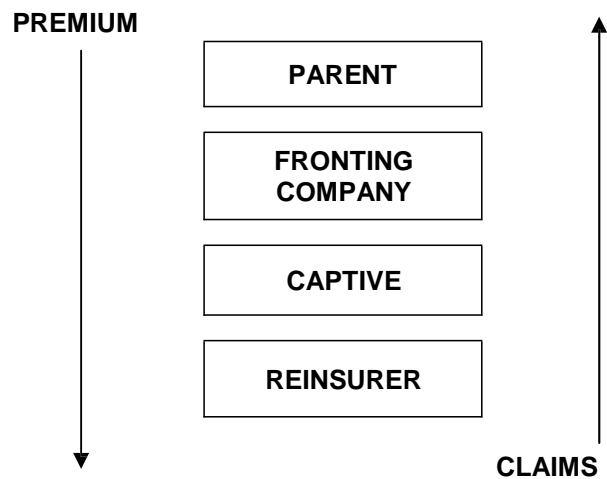 PREMIUM
PARENT
FRONTING
COMPANY
CAPTIVE
REINSURER
CLAIMS